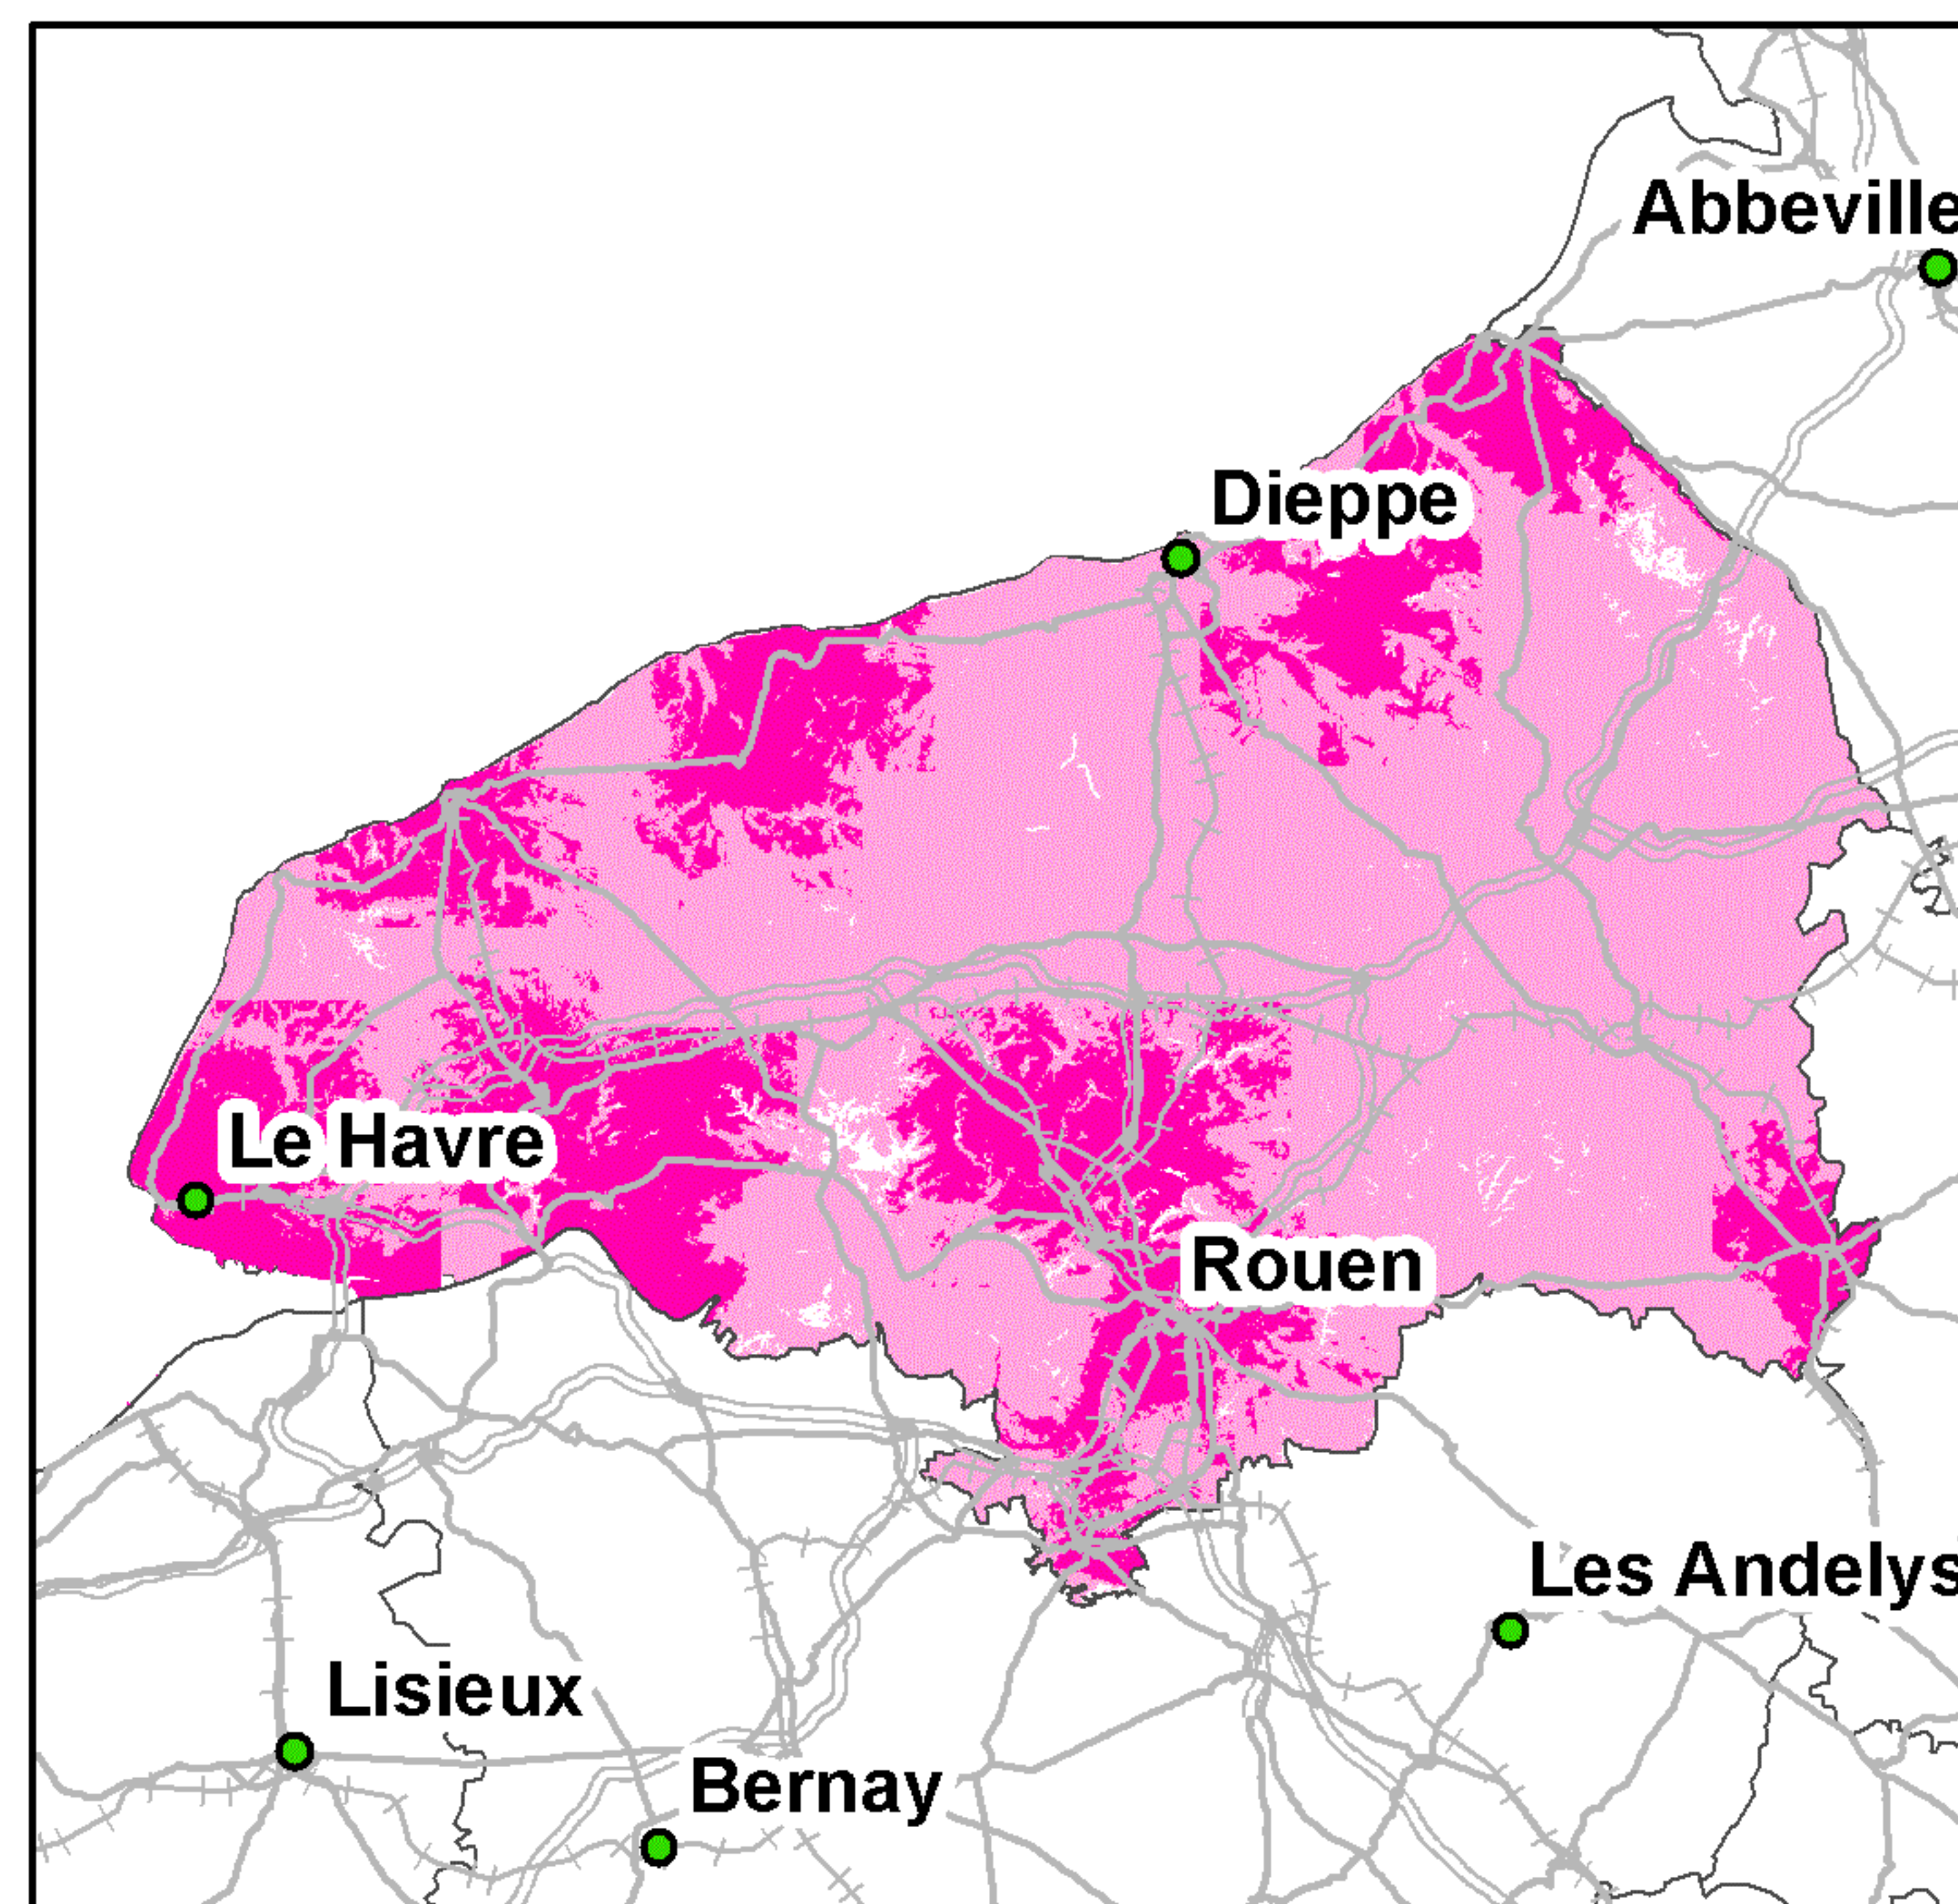 Abbeville
Dieppe
Le Havre
Rouen
Les Andelys
Lisieux
Bernay